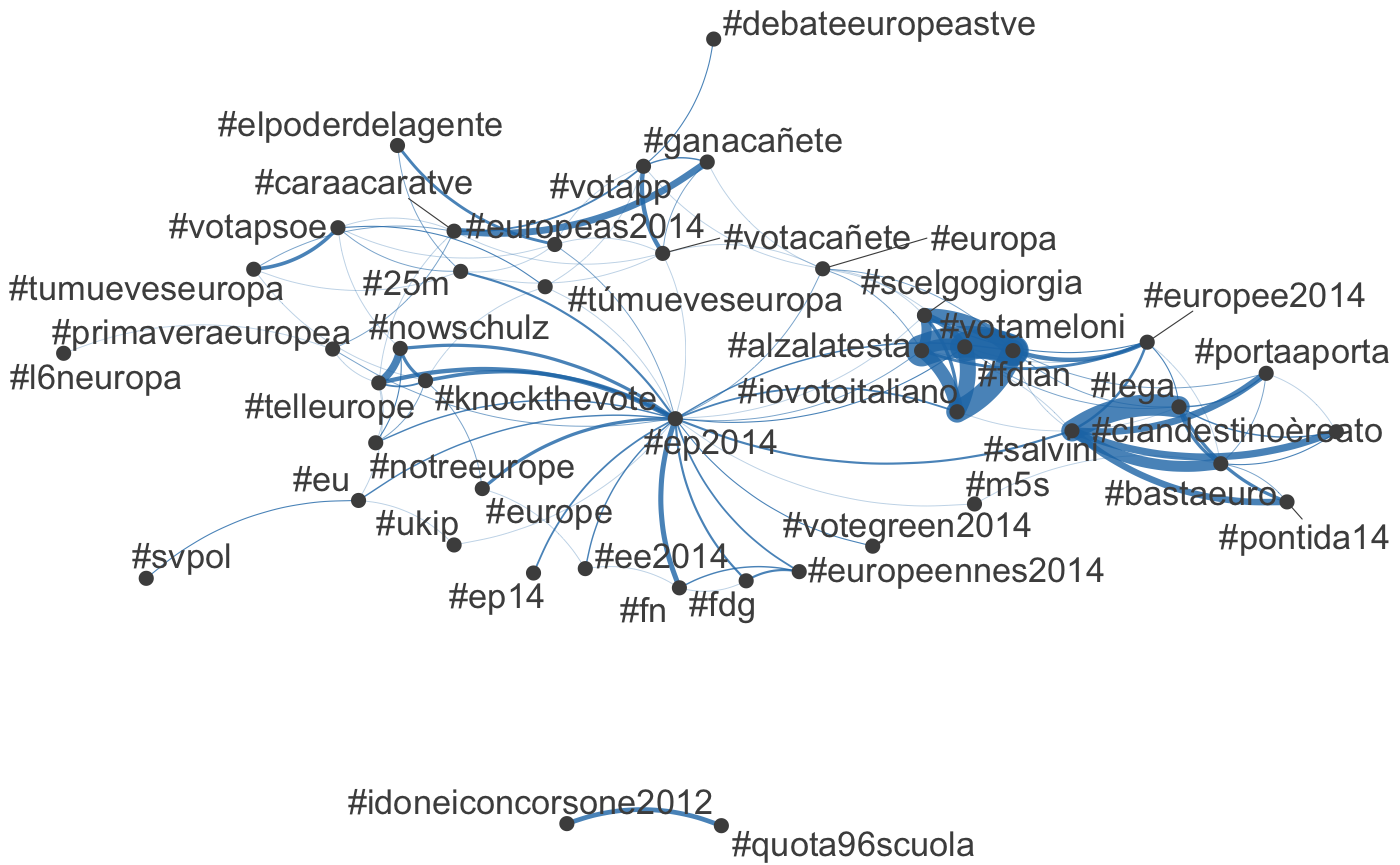 #debateeuropeastve
#elpoderdelagente
#ganacañete
#caraacaratve
#votapp
#votapsoe
#europeas2014
#votacañete
#europa
#tumueveseuropa
#25m
#túmueveseuropa
#scelgogiorgia
#europee2014
#primaveraeuropea
#nowschulz
#votameloni
#alzalatesta
#portaaporta
#l6neuropa
#fdian
#lega
#iovotoitaliano
#telleurope
#knockthevote
#clandestinoèreato
#ep2014
#salvini
#notreeurope
#eu
#m5s
#bastaeuro
#europe
#ukip
#votegreen2014
#pontida14
#svpol
#ee2014
#europeennes2014
#ep14
#fn
#fdg
#idoneiconcorsone2012
#quota96scuola